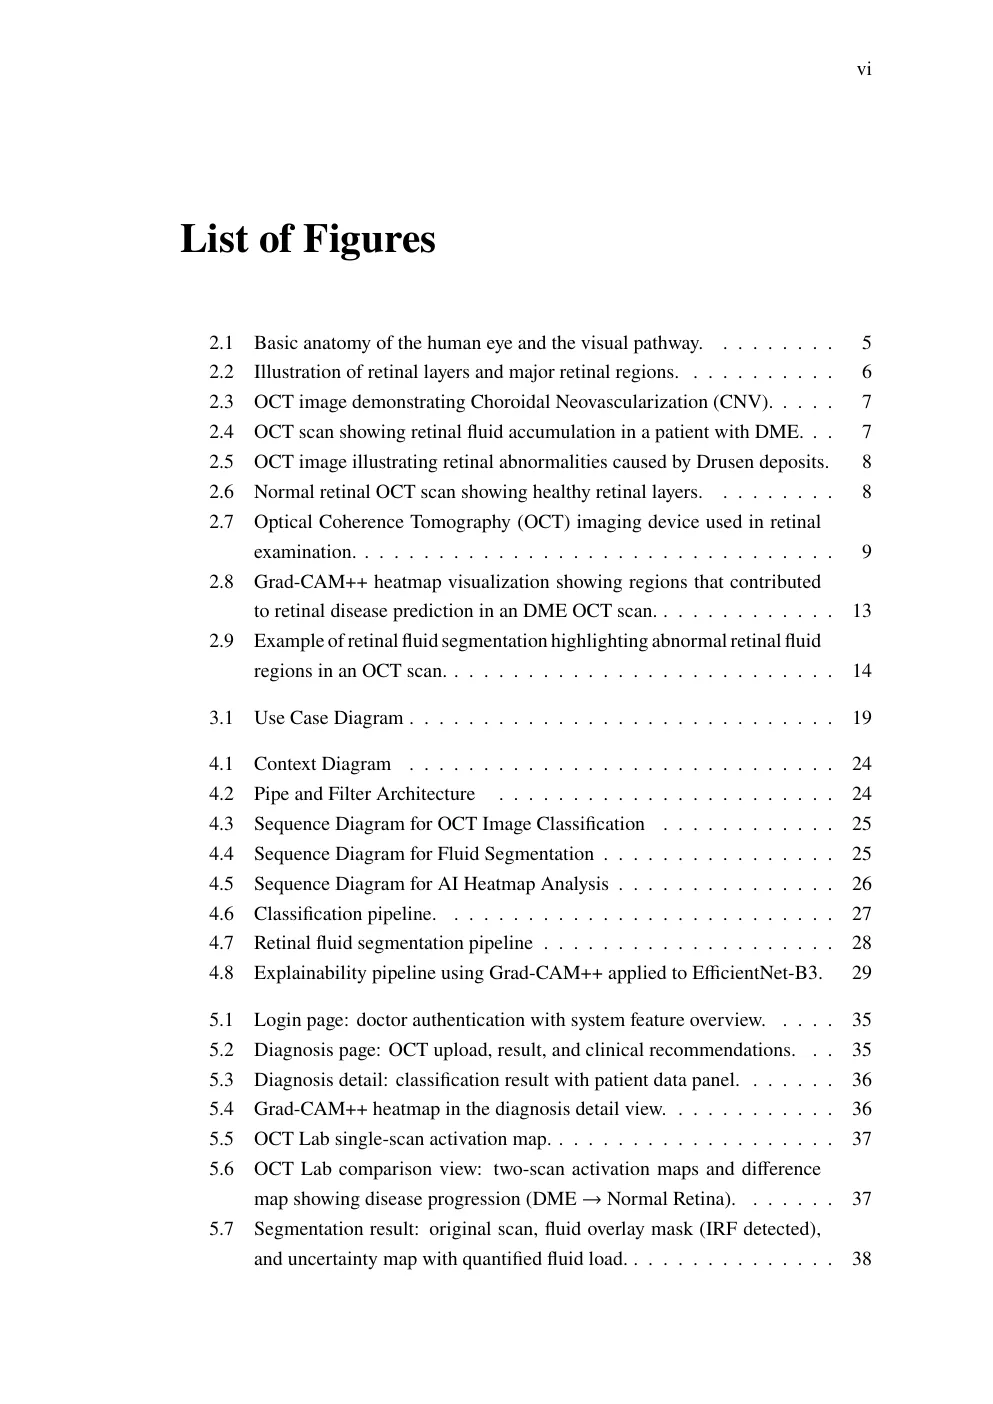 vi
List of Figures
2.1 Basic anatomy of the human eye and the visual pathway. . . . . . . . . 5
2.2 Illustration of retinal layers and major retinal regions. . . . . . . . . . . 6
2.3 OCT image demonstrating Choroidal Neovascularization (CNV). . . . . 7
2.4 OCT scan showing retinal fluid accumulation in a patient with DME. . . 7
2.5 OCT image illustrating retinal abnormalities caused by Drusen deposits. 8
2.6 Normal retinal OCT scan showing healthy retinal layers. . . . . . . . . 8
2.7 Optical Coherence Tomography (OCT) imaging device used in retinal
examination. . . . . . . . . . . . . . . . . . . . . . . . . . . . . . . . . 9
2.8 Grad-CAM++ heatmap visualization showing regions that contributed
to retinal disease prediction in an DME OCT scan. . . . . . . . . . . . . 13
2.9 Example of retinal fluid segmentation highlighting abnormal retinal fluid
regions in an OCT scan. . . . . . . . . . . . . . . . . . . . . . . . . . . 14
3.1 Use Case Diagram . . . . . . . . . . . . . . . . . . . . . . . . . . . . . 19
4.1 Context Diagram . . . . . . . . . . . . . . . . . . . . . . . . . . . . . 24
4.2 Pipe and Filter Architecture . . . . . . . . . . . . . . . . . . . . . . . 24
4.3 Sequence Diagram for OCT Image Classification . . . . . . . . . . . . 25
4.4 Sequence Diagram for Fluid Segmentation . . . . . . . . . . . . . . . . 25
4.5 Sequence Diagram for AI Heatmap Analysis . . . . . . . . . . . . . . . 26
4.6 Classification pipeline. . . . . . . . . . . . . . . . . . . . . . . . . . . 27
4.7 Retinal fluid segmentation pipeline . . . . . . . . . . . . . . . . . . . . 28
4.8 Explainability pipeline using Grad-CAM++ applied to EfficientNet-B3. 29
5.1 Login page: doctor authentication with system feature overview. . . . . 35
5.2 Diagnosis page: OCT upload, result, and clinical recommendations. . . 35
5.3 Diagnosis detail: classification result with patient data panel. . . . . . . 36
5.4 Grad-CAM++ heatmap in the diagnosis detail view. . . . . . . . . . . . 36
5.5 OCT Lab single-scan activation map. . . . . . . . . . . . . . . . . . . . 37
5.6 OCT Lab comparison view: two-scan activation maps and difference
map showing disease progression (DME → Normal Retina). . . . . . . 37
5.7 Segmentation result: original scan, fluid overlay mask (IRF detected),
and uncertainty map with quantified fluid load. . . . . . . . . . . . . . . 38